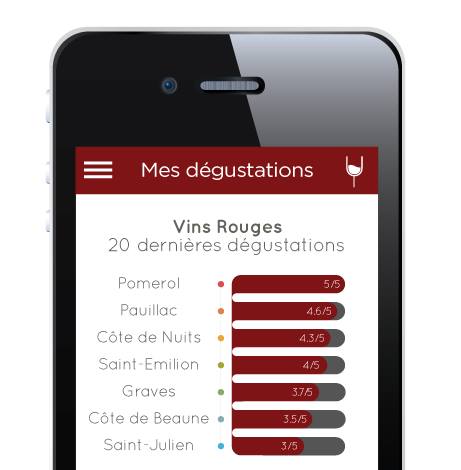 Mes dégustations
Vins Rouges
20 dernières dégustations
Pomerol 5/5
Pauillac 4.6/5
Côte de Nuits 4.3/5
Saint-Emilion 4/5
Graves 3.7/5
Côte de Beaune 3.5/5
Saint-Julien 3/5